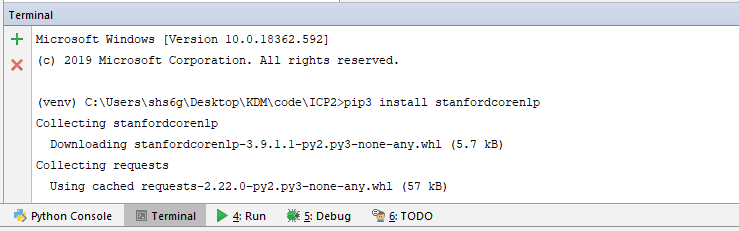 Terminal
Microsoft Windows [Version 10.0.18362.592]
(c) 2019 Microsoft Corporation. All rights reserved.
(venv) C:\Users\shs6g\Desktop\KDM\code\ICP2>pip3 install stanfordcorenlp
Collecting stanfordcorenlp
  Downloading stanfordcorenlp-3.9.1.1-py2.py3-none-any.whl (5.7 kB)
Collecting requests
  Using cached requests-2.22.0-py2.py3-none-any.whl (57 kB)
Python Console Terminal 4: Run 5: Debug 6: TODO